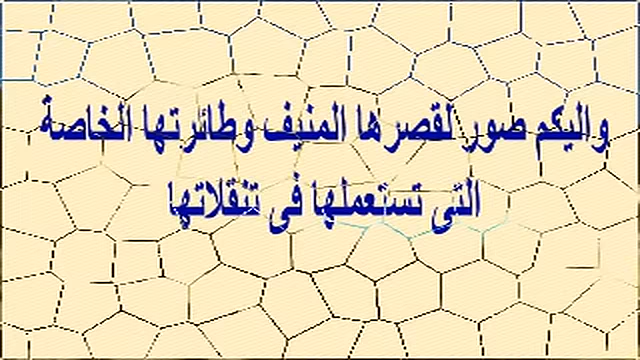 واليكم صور لقصرها المنيف وطائرتها الخاصة
التى تستعملها فى تنقلاتها